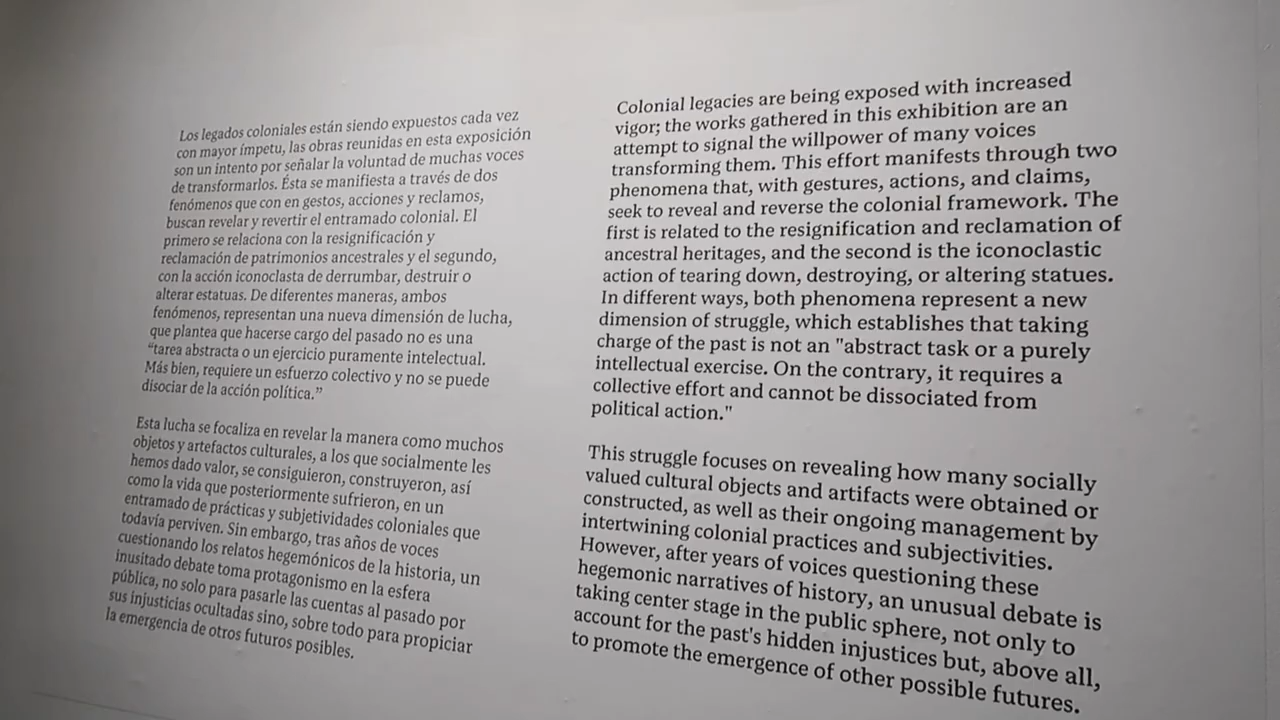 Los legados coloniales están siendo expuestos cada vez
con mayor ímpetu, las obras reunidas en esta exposición
son un intento por señalar la voluntad de muchas voces
de transformarlos. Ésta se manifiesta a través de dos
fenómenos que con en gestos, acciones y reclamos,
buscan revelar y revertir el entramado colonial. El
primero se relaciona con la resignificación y
reclamación de patrimonios ancestrales y el segundo,
con la acción iconoclasta de derrumbar, destruir o
alterar estatuas. De diferentes maneras, ambos
fenómenos, representan una nueva dimensión de lucha,
que plantea que hacerse cargo del pasado no es una
“tarea abstracta o un ejercicio puramente intelectual.
Más bien, requiere un esfuerzo colectivo y no se puede
disociar de la acción política.”
Esta lucha se focaliza en revelar la manera como muchos
objetos y artefactos culturales, a los que socialmente les
hemos dado valor, se consiguieron, construyeron, así
como la vida que posteriormente sufrieron, en un
entramado de prácticas y subjetividades coloniales que
todavía perviven. Sin embargo, tras años de voces
cuestionando los relatos hegemónicos de la historia, un
inusitado debate toma protagonismo en la esfera
pública, no solo para pasarle las cuentas al pasado por
sus injusticias ocultadas sino, sobre todo para propiciar
la emergencia de otros futuros posibles.
Colonial legacies are being exposed with increased
vigor; the works gathered in this exhibition are an
attempt to signal the willpower of many voices
transforming them. This effort manifests through two
phenomena that, with gestures, actions, and claims,
seek to reveal and reverse the colonial framework. The
first is related to the resignification and reclamation of
ancestral heritages, and the second is the iconoclastic
action of tearing down, destroying, or altering statues.
In different ways, both phenomena represent a new
dimension of struggle, which establishes that taking
charge of the past is not an "abstract task or a purely
intellectual exercise. On the contrary, it requires a
collective effort and cannot be dissociated from
political action."
This struggle focuses on revealing how many socially
valued cultural objects and artifacts were obtained or
constructed, as well as their ongoing management by
intertwining colonial practices and subjectivities.
However, after years of voices questioning these
hegemonic narratives of history, an unusual debate is
taking center stage in the public sphere, not only to
account for the past's hidden injustices but, above all,
to promote the emergence of other possible futures.